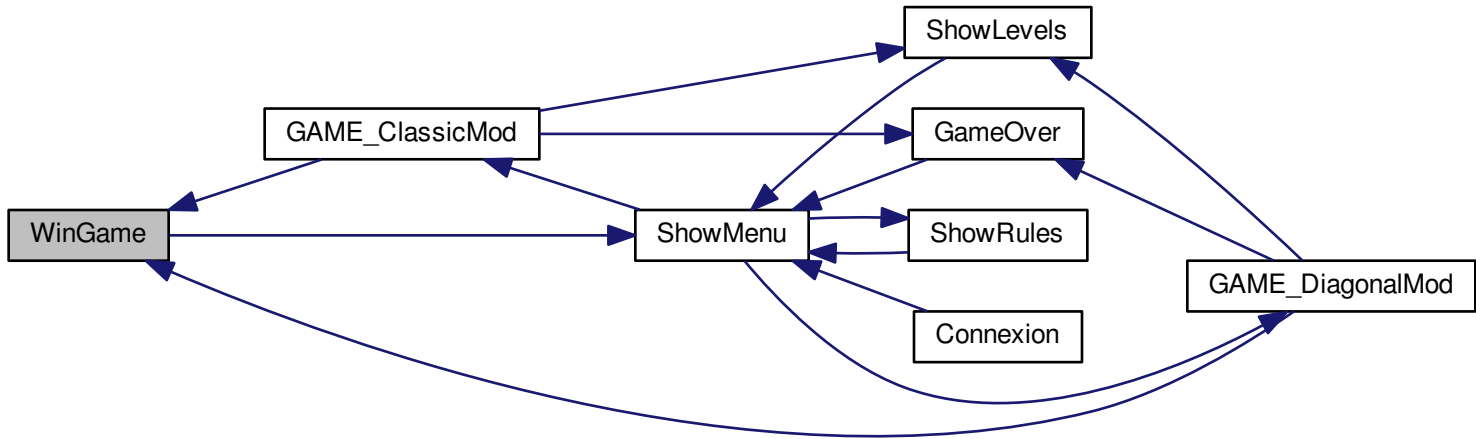 ShowLevels
GAME_ClassicMod
GameOver
WinGame
ShowMenu
ShowRules
GAME_DiagonalMod
Connexion